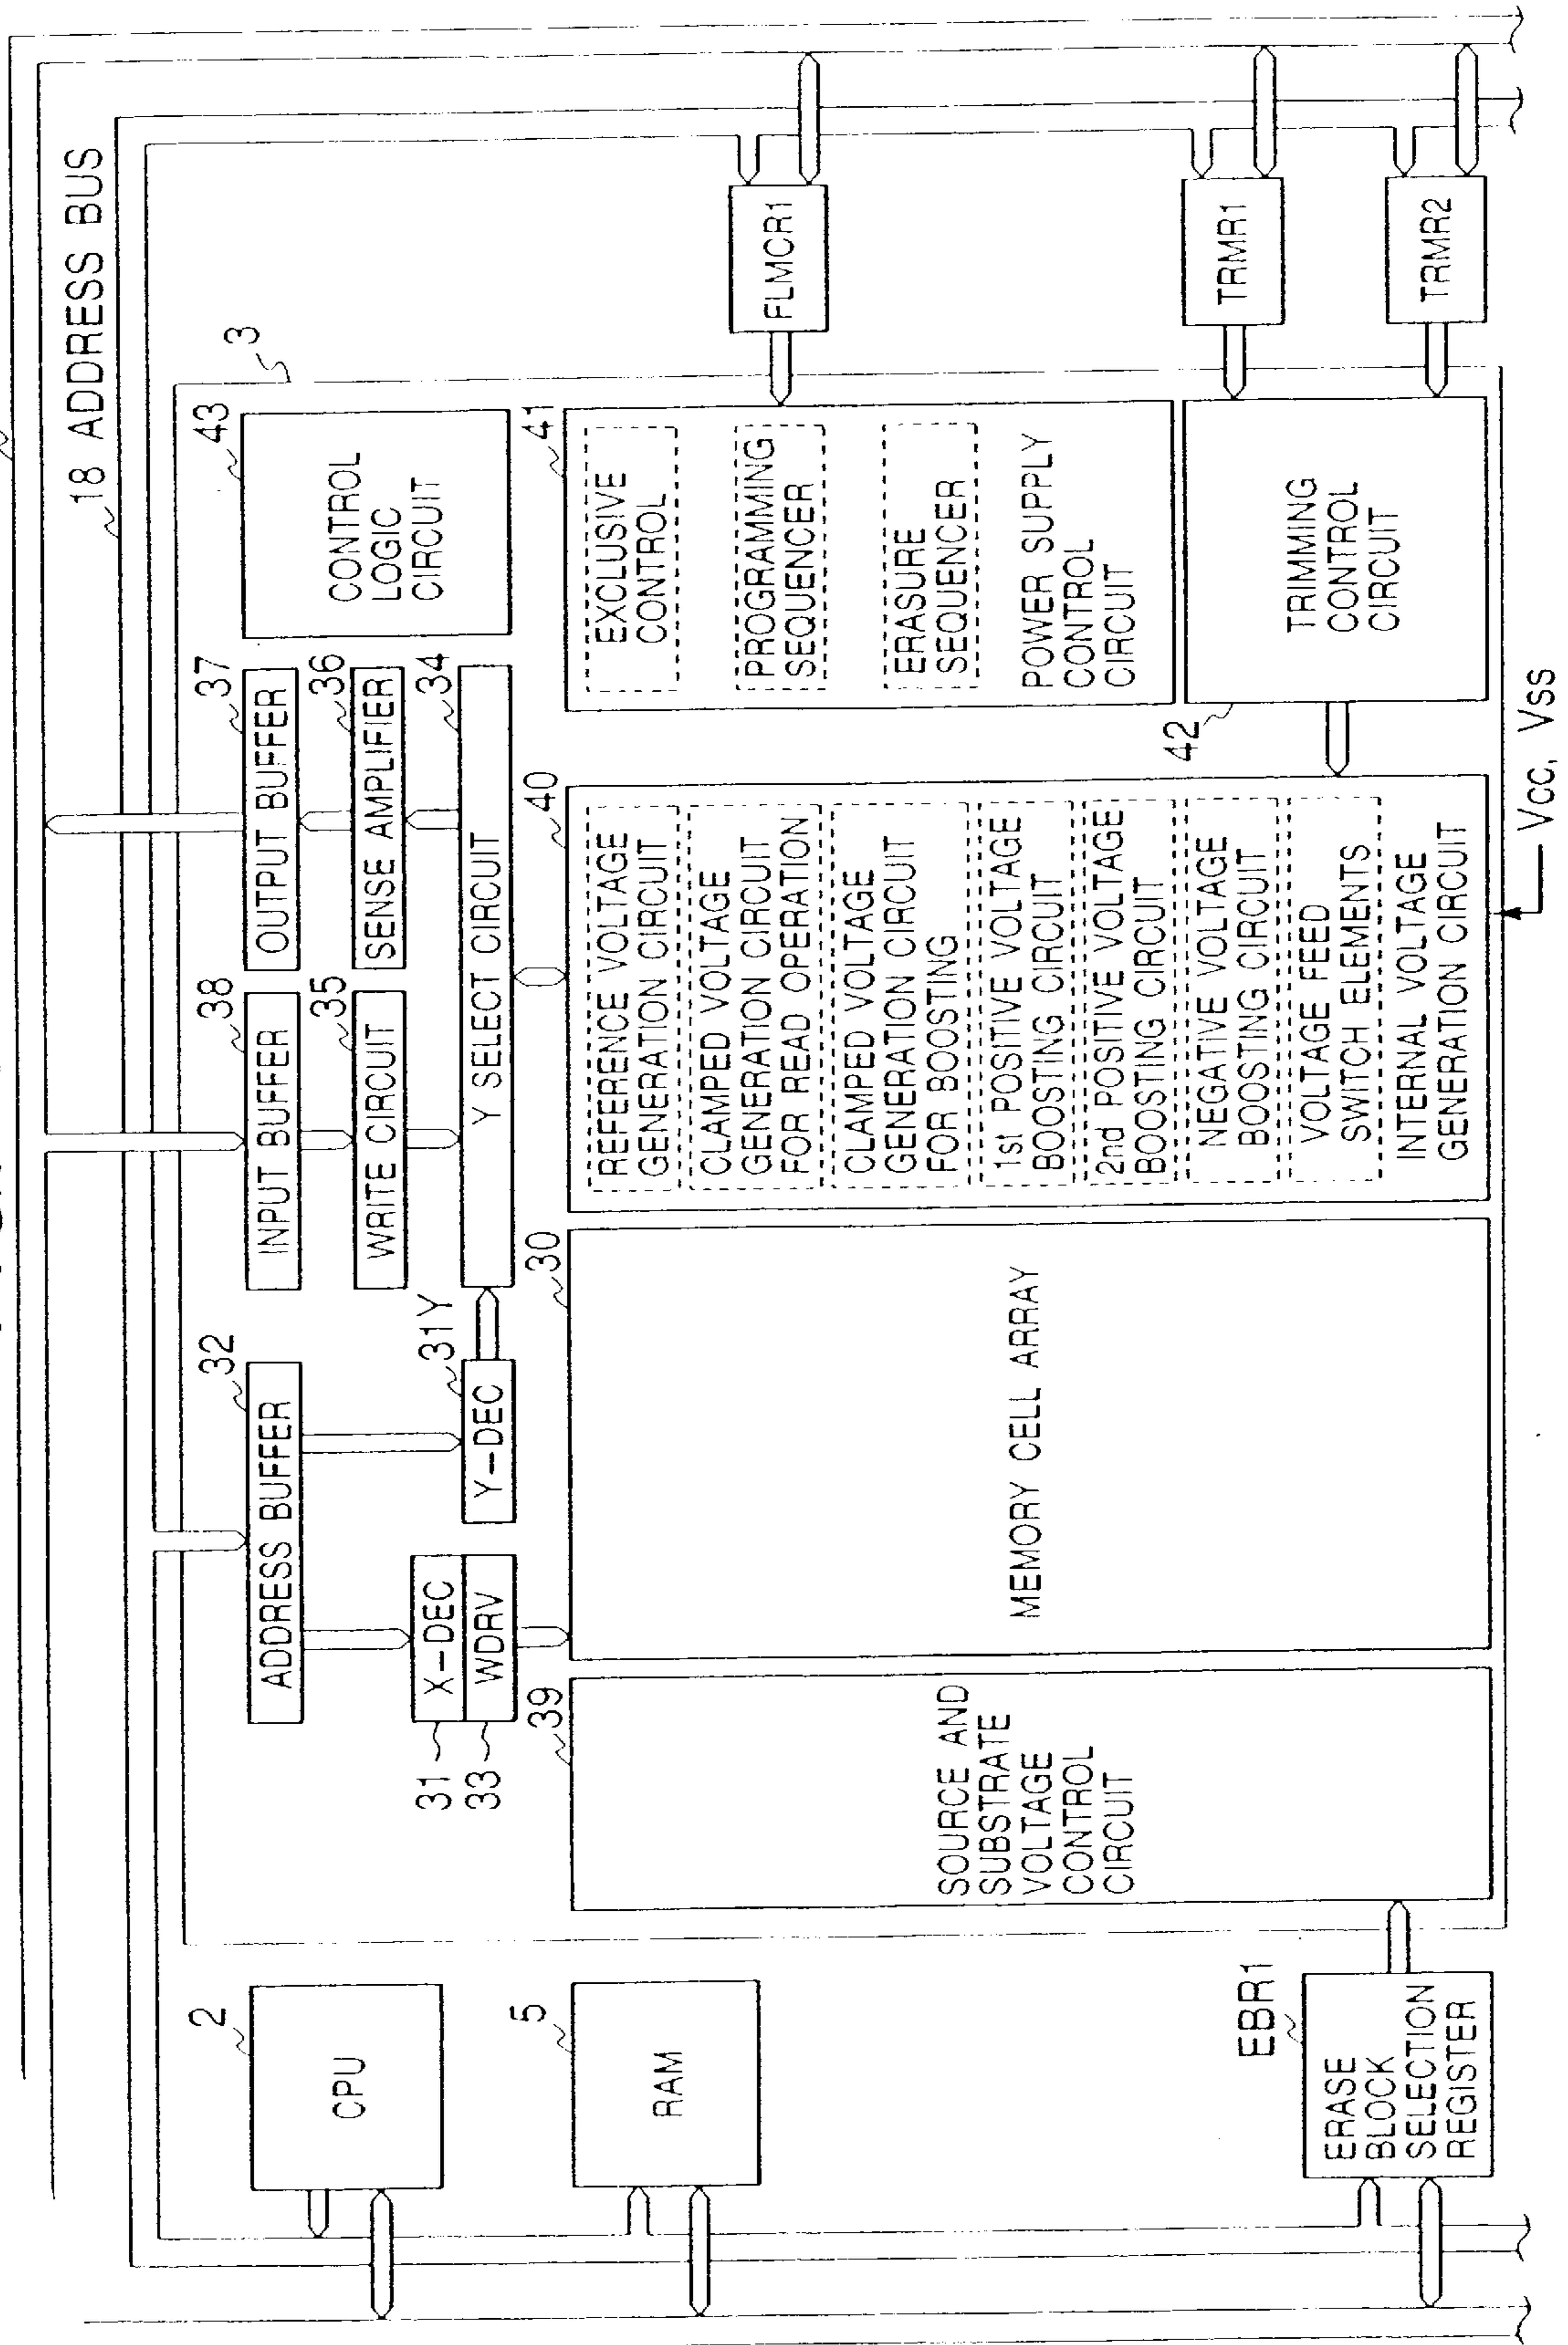 18 ADDRESS BUS
3
2
CPU
5
RAM
EBR1
ERASE
BLOCK
SELECTION
REGISTER
32
ADDRESS BUFFER
31
X-DEC
33
WDRV
31Y
Y-DEC
38
INPUT BUFFER
35
WRITE CIRCUIT
37
OUTPUT BUFFER
36
SENSE AMPLIFIER
34
Y SELECT CIRCUIT
43
CONTROL
LOGIC
CIRCUIT
39
SOURCE AND
SUBSTRATE
VOLTAGE
CONTROL
CIRCUIT
30
MEMORY CELL ARRAY
40
REFERENCE VOLTAGE
GENERATION CIRCUIT
CLAMPED VOLTAGE
GENERATION CIRCUIT
FOR READ OPERATION
CLAMPED VOLTAGE
GENERATION CIRCUIT
FOR BOOSTING
1st POSITIVE VOLTAGE
BOOSTING CIRCUIT
2nd POSITIVE VOLTAGE
BOOSTING CIRCUIT
NEGATIVE VOLTAGE
BOOSTING CIRCUIT
VOLTAGE FEED
SWITCH ELEMENTS
INTERNAL VOLTAGE
GENERATION CIRCUIT
41
EXCLUSIVE
CONTROL
PROGRAMMING
SEQUENCER
ERASURE
SEQUENCER
POWER SUPPLY
CONTROL
CIRCUIT
42
TRIMMING
CONTROL
CIRCUIT
FLMCR1
TRMR1
TRMR2
Vcc, Vss